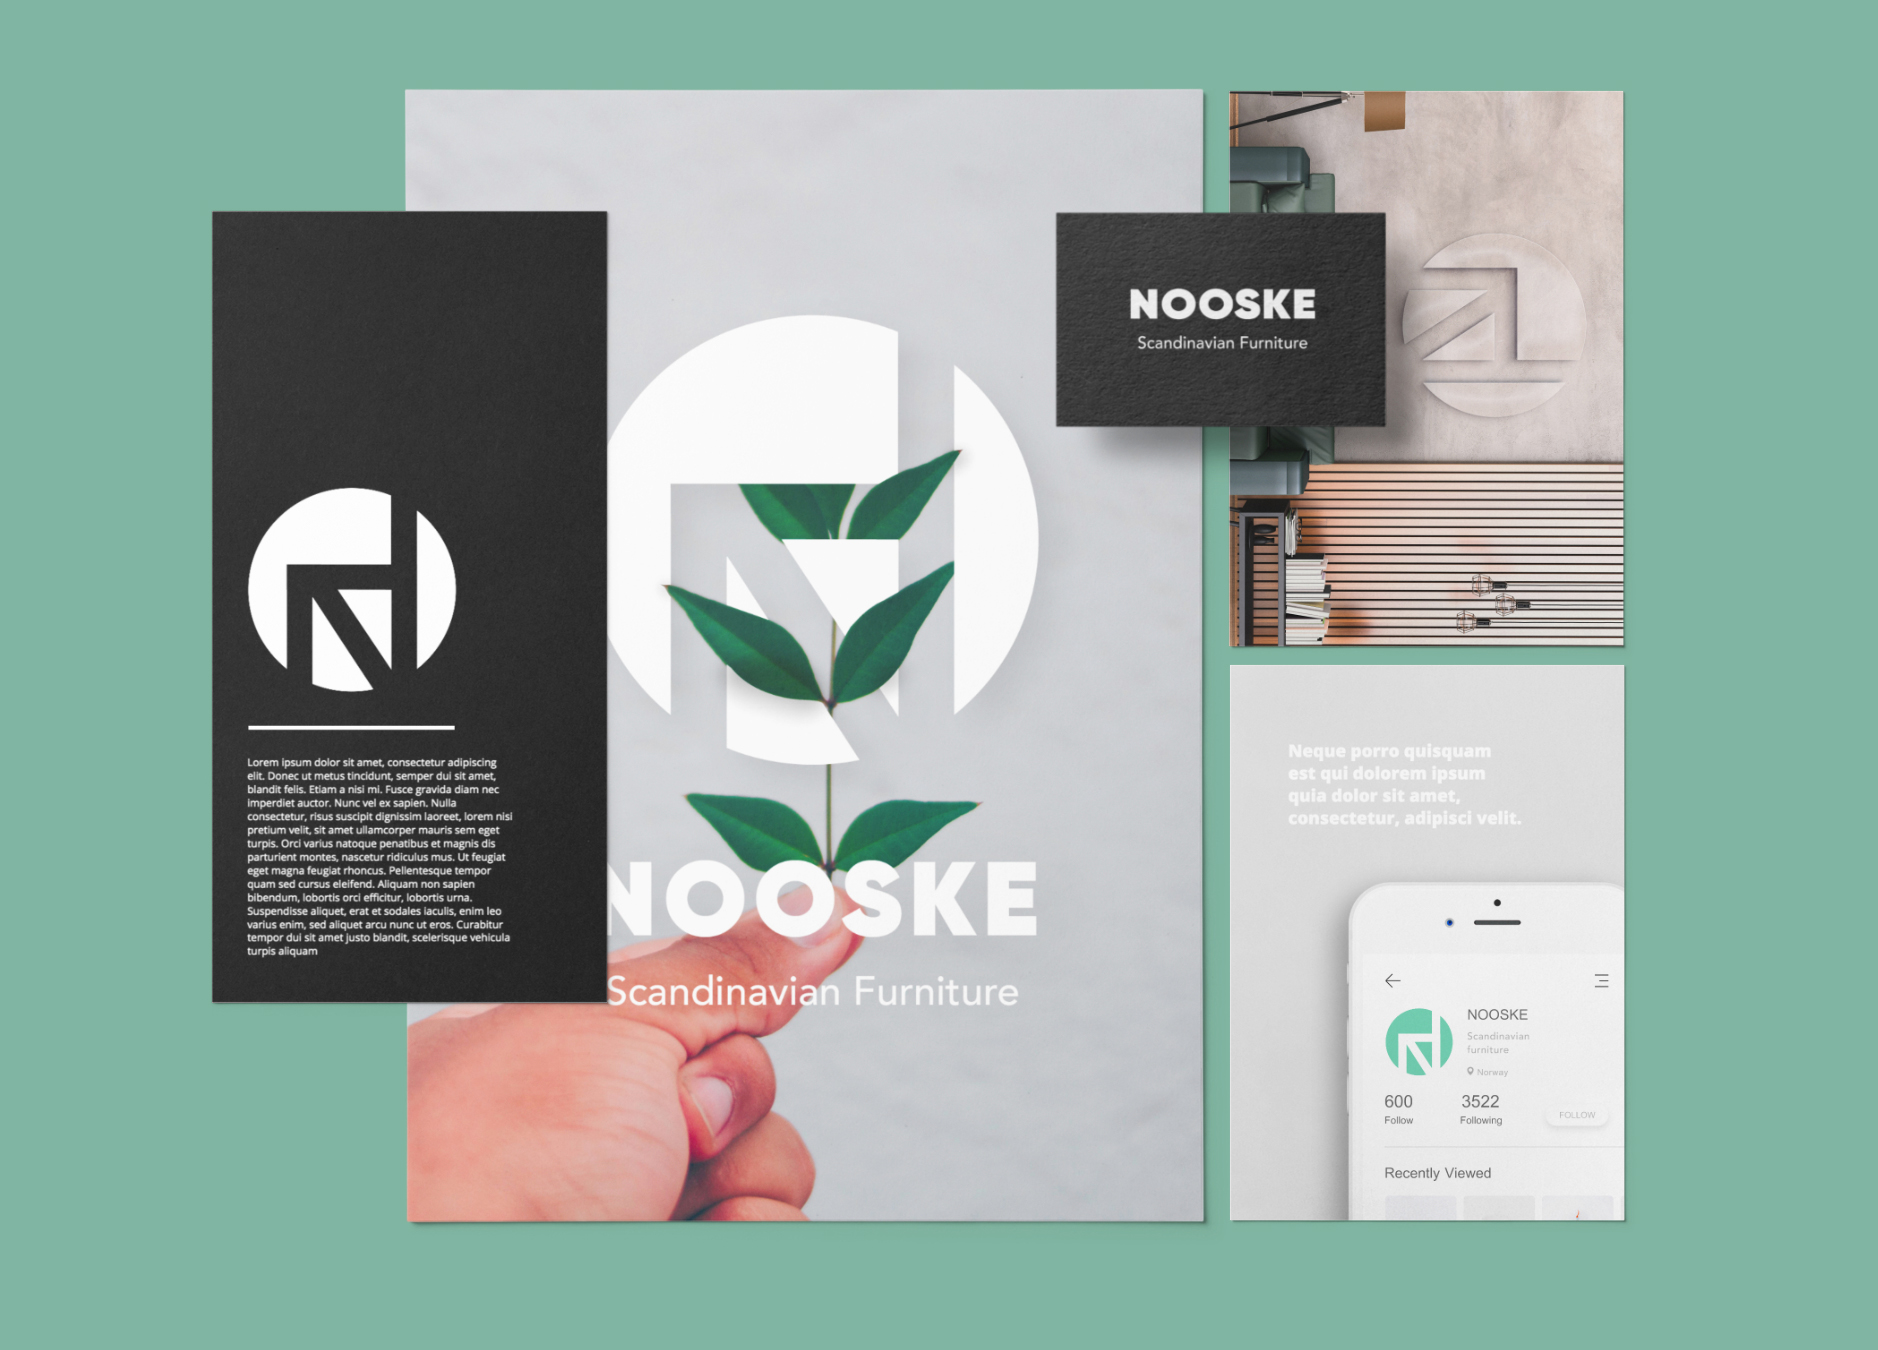 Lorem ipsum dolor sit amet, consectetur adipiscing
elit. Donec ut metus tincidunt, semper dui sit amet,
blandit felis. Etiam a nisi mi. Fusce gravida diam nec
imperdiet auctor. Nunc vel ex sapien. Nulla
consectetur, risus suscipit dignissim laoreet, lorem nisi
pretium velit, sit amet ullamcorper mauris sem eget
turpis. Orci varius natoque penatibus et magnis dis
parturient montes, nascetur ridiculus mus. Ut feugiat
eget magna feugiat rhoncus. Pellentesque tempor
quam sed cursus eleifend. Aliquam non sapien
bibendum, lobortis orci efficitur, lobortis urna.
Suspendisse aliquet, erat et sodales iaculis, enim leo
varius enim, sed aliquet arcu nunc ut eros. Curabitur
tempor dui sit amet justo blandit, scelerisque vehicula
turpis aliquam
NOOSKE
Scandinavian Furniture
NOOSKE
Scandinavian Furniture
Neque porro quisquam
est qui dolorem ipsum
quia dolor sit amet,
consectetur, adipisci velit.
NOOSKE
Scandinavian
furniture
Norway
600
Follow
3522
Following
FOLLOW
Recently Viewed